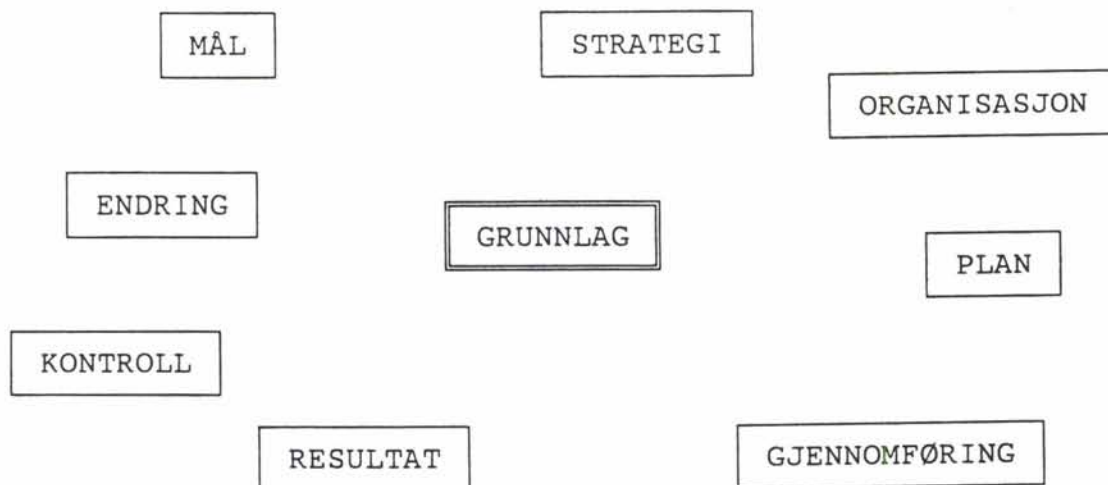 MÅL
STRATEGI
ORGANISASJON
ENDRING
GRUNNLAG
PLAN
KONTROLL
RESULTAT
GJENNOMFØRING